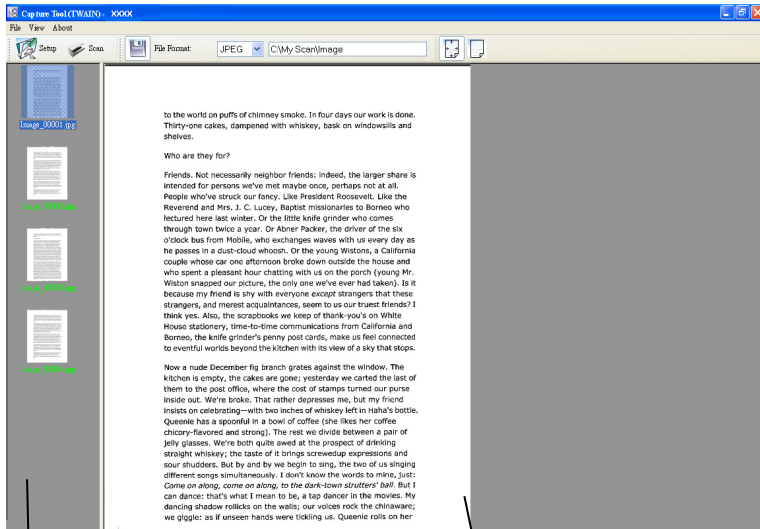 Capture Tool(TWAIN) - XXXX
File View About
Setup Scan File Format: JPEG C:\My Scan\Image
Image_00001.jpg
to the world on puffs of chimney smoke. In four days our work is done.
Thirty-one cakes, dampened with whiskey, bask on windowsills and
shelves.
Who are they for?
Friends. Not necessarily neighbor friends: indeed, the larger share is
intended for persons we've met maybe once, perhaps not at all.
People who've struck our fancy. Like President Roosevelt. Like the
Reverend and Mrs. J. C. Lucey, Baptist missionaries to Borneo who
lectured here last winter. Or the little knife grinder who comes
through town twice a year. Or Abner Packer, the driver of the six
o'clock bus from Mobile, who exchanges waves with us every day as
he passes in a dust-cloud whoosh. Or the young Wistons, a California
couple whose car one afternoon broke down outside the house and
who spent a pleasant hour chatting with us on the porch (young Mr.
Wiston snapped our picture, the only one we've ever had taken). Is it
because my friend is shy with everyone except strangers that these
strangers, and merest acquaintances, seem to us our truest friends? I
think yes. Also, the scrapbooks we keep of thank-you's on White
House stationery, time-to-time communications from California and
Borneo, the knife grinder's penny post cards, make us feel connected
to eventful worlds beyond the kitchen with its view of a sky that stops.
Now a nude December fig branch grates against the window. The
kitchen is empty, the cakes are gone; yesterday we carted the last of
them to the post office, where the cost of stamps turned our purse
inside out. We're broke. That rather depresses me, but my friend
insists on celebrating—with two inches of whiskey left in Haha's bottle.
Queenie has a spoonful in a bowl of coffee (she likes her coffee
chicory-flavored and strong). The rest we divide between a pair of
jelly glasses. We're both quite awed at the prospect of drinking
straight whiskey; the taste of it brings screwedup expressions and
sour shudders. But by and by we begin to sing, the two of us singing
different songs simultaneously. I don't know the words to mine, just:
Come on along, come on along, to the dark-town strutters' ball. But I
can dance: that's what I mean to be, a tap dancer in the movies. My
dancing shadow rollicks on the walls; our voices rock the chinaware;
we giggle: as if unseen hands were tickling us. Queenie rolls on her